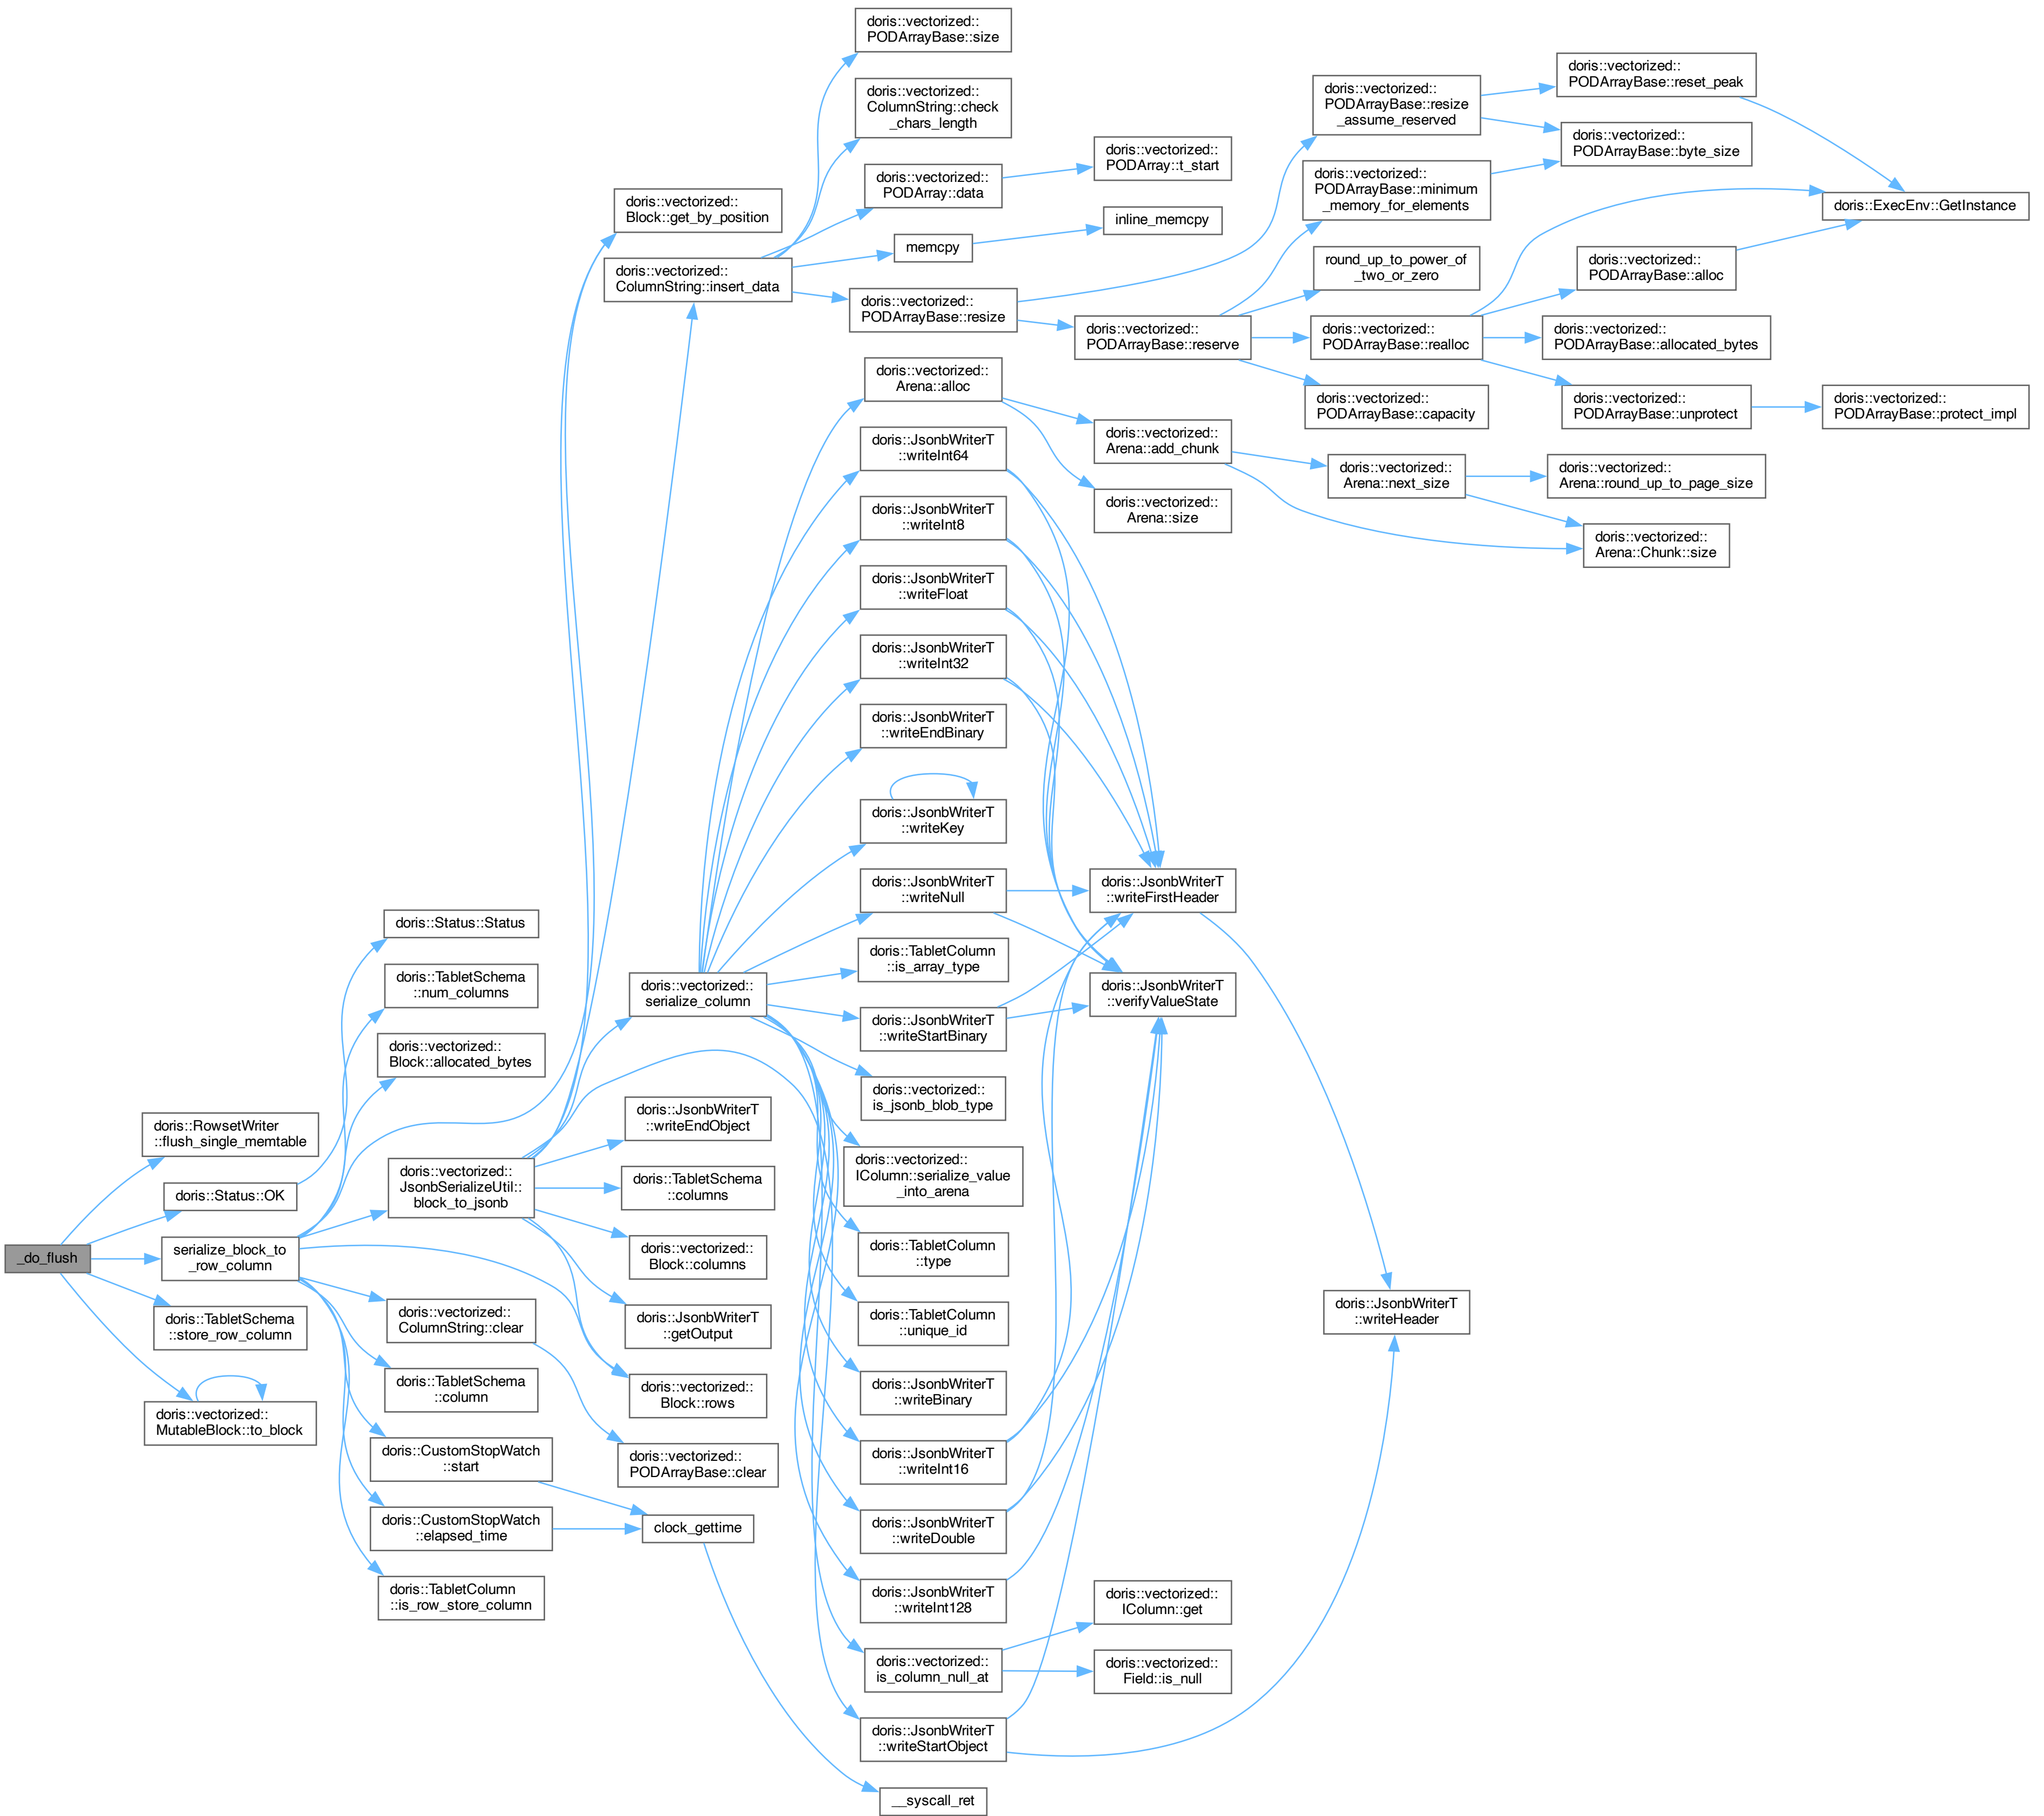 _do_flush
doris::RowsetWriter
::flush_single_memtable
doris::Status::OK
serialize_block_to
_row_column
doris::TabletSchema
::store_row_column
doris::vectorized::
MutableBlock::to_block
doris::Status::Status
doris::TabletSchema
::num_columns
doris::vectorized::
Block::allocated_bytes
doris::vectorized::
JsonbSerializeUtil::
block_to_jsonb
doris::vectorized::
ColumnString::clear
doris::TabletSchema
::column
doris::CustomStopWatch
::start
doris::CustomStopWatch
::elapsed_time
doris::TabletColumn
::is_row_store_column
doris::vectorized::
Block::get_by_position
doris::vectorized::
ColumnString::insert_data
doris::vectorized::
serialize_column
doris::JsonbWriterT
::writeEndObject
doris::TabletSchema
::columns
doris::vectorized::
Block::columns
doris::JsonbWriterT
::getOutput
doris::vectorized::
Block::rows
doris::vectorized::
PODArrayBase::clear
clock_gettime
doris::vectorized::
PODArrayBase::size
doris::vectorized::
ColumnString::check
_chars_length
doris::vectorized::
PODArray::data
memcpy
doris::vectorized::
PODArrayBase::resize
doris::vectorized::
Arena::alloc
doris::JsonbWriterT
::writeInt64
doris::JsonbWriterT
::writeInt8
doris::JsonbWriterT
::writeFloat
doris::JsonbWriterT
::writeInt32
doris::JsonbWriterT
::writeEndBinary
doris::JsonbWriterT
::writeKey
doris::JsonbWriterT
::writeNull
doris::TabletColumn
::is_array_type
doris::JsonbWriterT
::writeStartBinary
doris::vectorized::
is_jsonb_blob_type
doris::vectorized::
IColumn::serialize_value
_into_arena
doris::TabletColumn
::type
doris::TabletColumn
::unique_id
doris::JsonbWriterT
::writeBinary
doris::JsonbWriterT
::writeInt16
doris::JsonbWriterT
::writeDouble
doris::JsonbWriterT
::writeInt128
doris::vectorized::
is_column_null_at
doris::JsonbWriterT
::writeStartObject
__syscall_ret
doris::vectorized::
PODArray::t_start
inline_memcpy
doris::vectorized::
PODArrayBase::reserve
doris::vectorized::
Arena::add_chunk
doris::vectorized::
Arena::size
doris::JsonbWriterT
::writeFirstHeader
doris::JsonbWriterT
::verifyValueState
doris::vectorized::
IColumn::get
doris::vectorized::
Field::is_null
doris::vectorized::
PODArrayBase::resize
_assume_reserved
doris::vectorized::
PODArrayBase::minimum
_memory_for_elements
round_up_to_power_of
_two_or_zero
doris::vectorized::
PODArrayBase::realloc
doris::vectorized::
PODArrayBase::capacity
doris::vectorized::
Arena::next_size
doris::JsonbWriterT
::writeHeader
doris::vectorized::
PODArrayBase::reset_peak
doris::vectorized::
PODArrayBase::byte_size
doris::vectorized::
PODArrayBase::alloc
doris::vectorized::
PODArrayBase::allocated_bytes
doris::vectorized::
PODArrayBase::unprotect
doris::vectorized::
Arena::round_up_to_page_size
doris::vectorized::
Arena::Chunk::size
doris::ExecEnv::GetInstance
doris::vectorized::
PODArrayBase::protect_impl